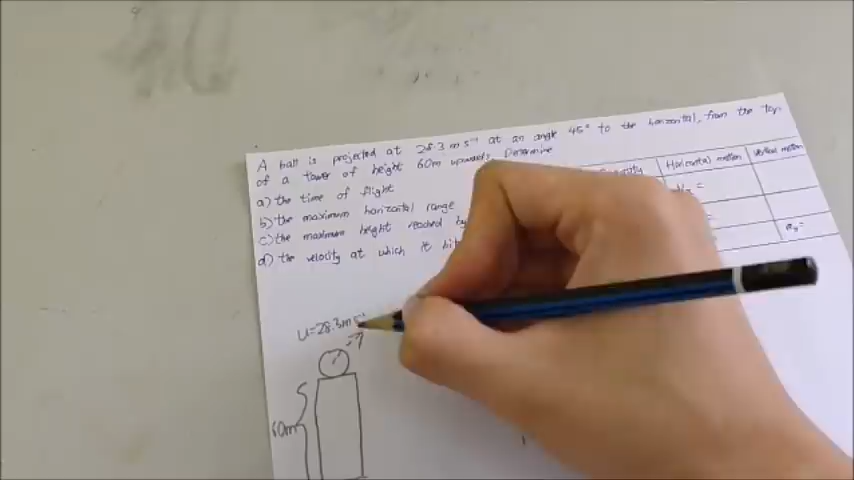 A ball is projected at 28.3 m s⁻¹ at an angle 45° to the horizontal, from the top
of a tower of height 60m upwards. Determine
a) the time of flight
b) the maximum horizontal range
c) the maximum height reached by
d) the velocity at which it hit
Horizontal motion Vertical motion
u=28.3m s⁻¹
60m